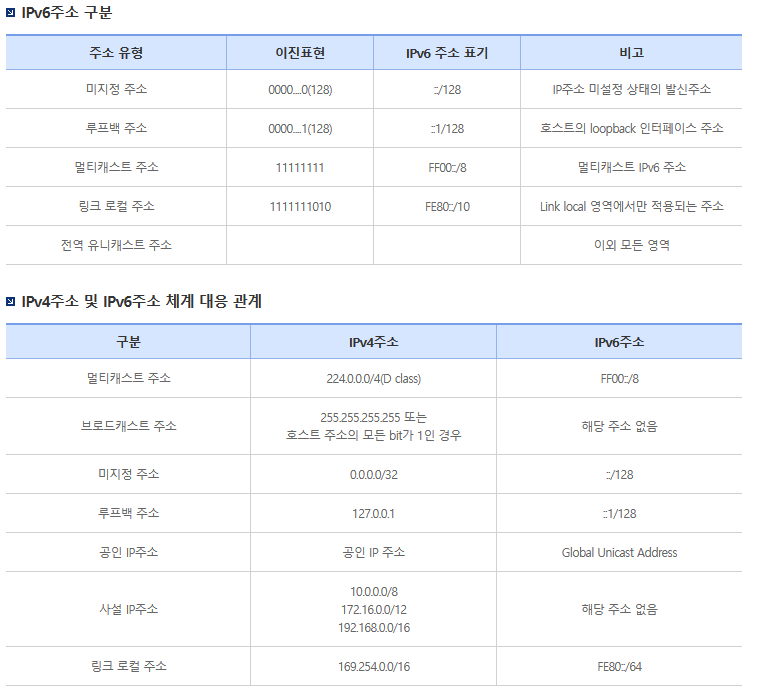 IPv6주소 구분
주소 유형 이진표현 IPv6 주소 표기 비고
미지정 주소 0000....0(128) ::/128 IP주소 미설정 상태의 발신주소
루프백 주소 0000....1(128) ::1/128 호스트의 loopback 인터페이스 주소
멀티캐스트 주소 11111111 FF00::/8 멀티캐스트 IPv6 주소
링크 로컬 주소 1111111010 FE80::/10 Link local 영역에서만 적용되는 주소
전역 유니캐스트 주소 이외 모든 영역
IPv4주소 및 IPv6주소 체계 대응 관계
구분 IPv4주소 IPv6주소
멀티캐스트 주소 224.0.0.0/4(D class) FF00::/8
브로드캐스트 주소 255.255.255.255 또는
호스트 주소의 모든 bit가 1인 경우 해당 주소 없음
미지정 주소 0.0.0.0/32 ::/128
루프백 주소 127.0.0.1 ::1/128
공인 IP주소 공인 IP 주소 Global Unicast Address
사설 IP주소 10.0.0.0/8
172.16.0.0/12
192.168.0.0/16 해당 주소 없음
링크 로컬 주소 169.254.0.0/16 FE80::/64